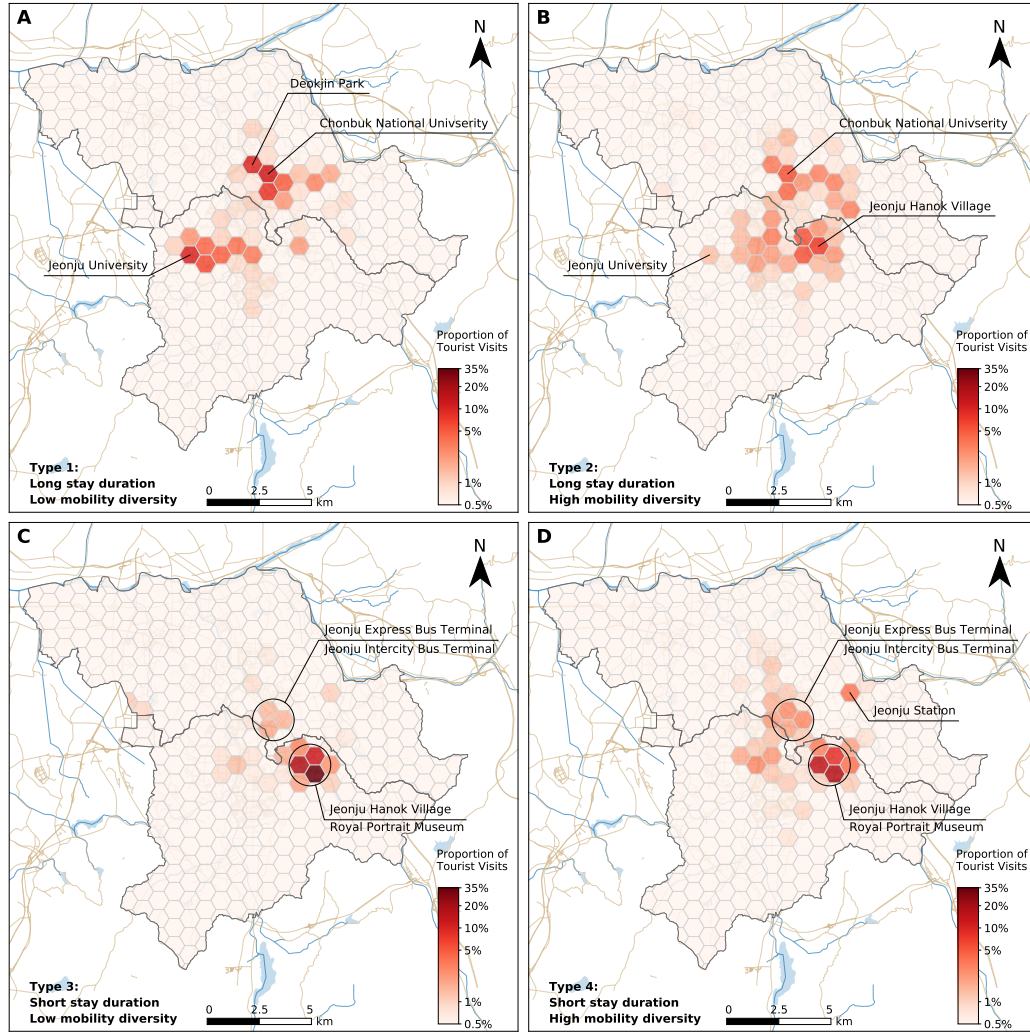 A
N
Deokjin Park
Chonbuk National Univserity
Jeonju University
Proportion of
Tourist Visits
35%
20%
10%
5%
1%
0.5%
Type 1:
Long stay duration
Low mobility diversity
0 2.5 5
km
B
N
Chonbuk National Univserity
Jeonju Hanok Village
Jeonju University
Proportion of
Tourist Visits
35%
20%
10%
5%
1%
0.5%
Type 2:
Long stay duration
High mobility diversity
0 2.5 5
km
C
N
Jeonju Express Bus Terminal
Jeonju Intercity Bus Terminal
Jeonju Hanok Village
Royal Portrait Museum
Proportion of
Tourist Visits
35%
20%
10%
5%
1%
0.5%
Type 3:
Short stay duration
Low mobility diversity
0 2.5 5
km
D
N
Jeonju Express Bus Terminal
Jeonju Intercity Bus Terminal
Jeonju Station
Jeonju Hanok Village
Royal Portrait Museum
Proportion of
Tourist Visits
35%
20%
10%
5%
1%
0.5%
Type 4:
Short stay duration
High mobility diversity
0 2.5 5
km